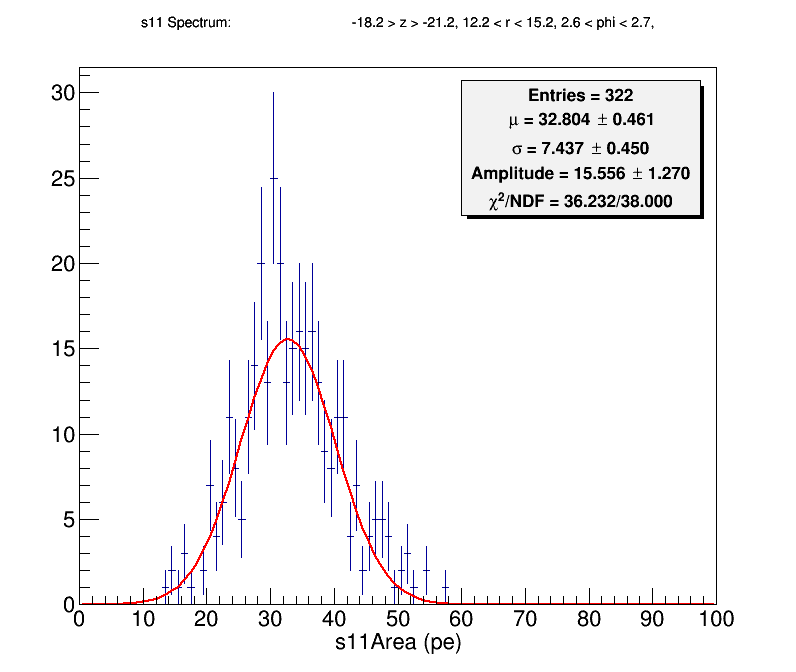 s11 Spectrum: -18.2 > z > -21.2, 12.2 < r < 15.2, 2.6 < phi < 2.7,
Entries = 322
μ = 32.804 ± 0.461
σ = 7.437 ± 0.450
Amplitude = 15.556 ± 1.270
χ²/NDF = 36.232/38.000
30
25
20
15
10
5
0
0 10 20 30 40 50 60 70 80 90 100
s11Area (pe)